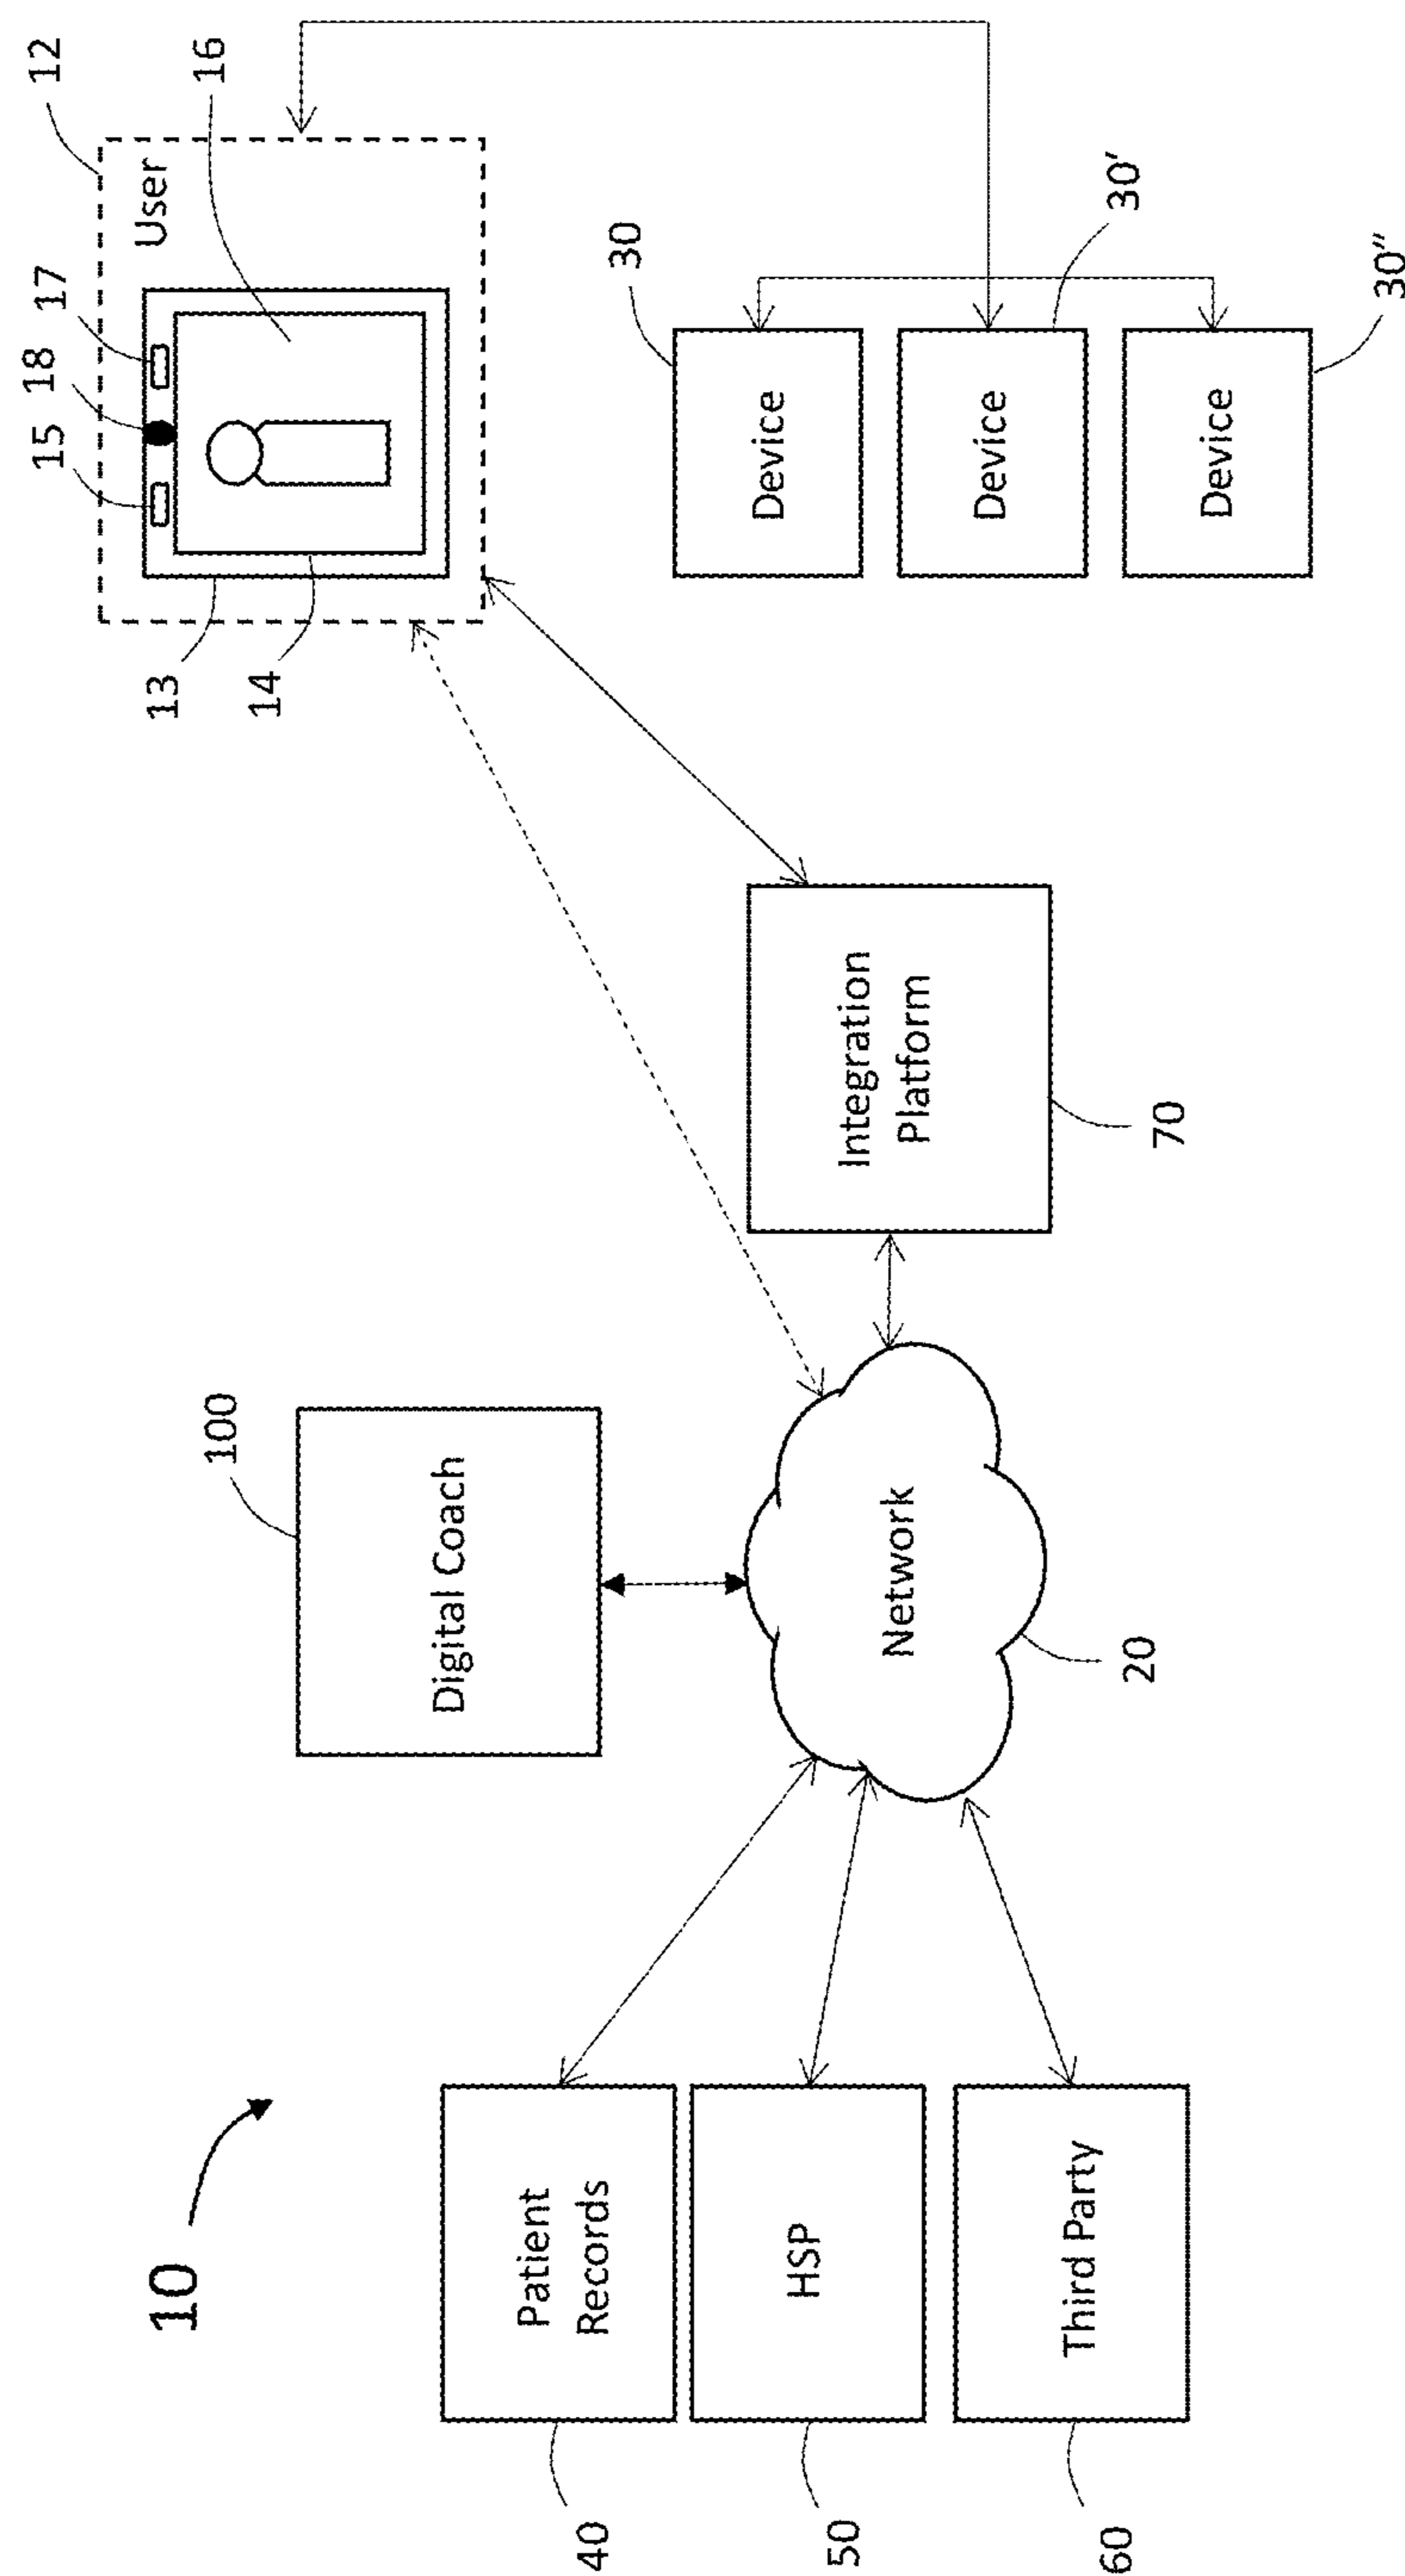 10
40
Patient
Records
50
HSP
60
Third Party
100
Digital Coach
Network
20
Integration
Platform
70
12
User
13
14
15
18
17
16
30
Device
30′
Device
30″
Device